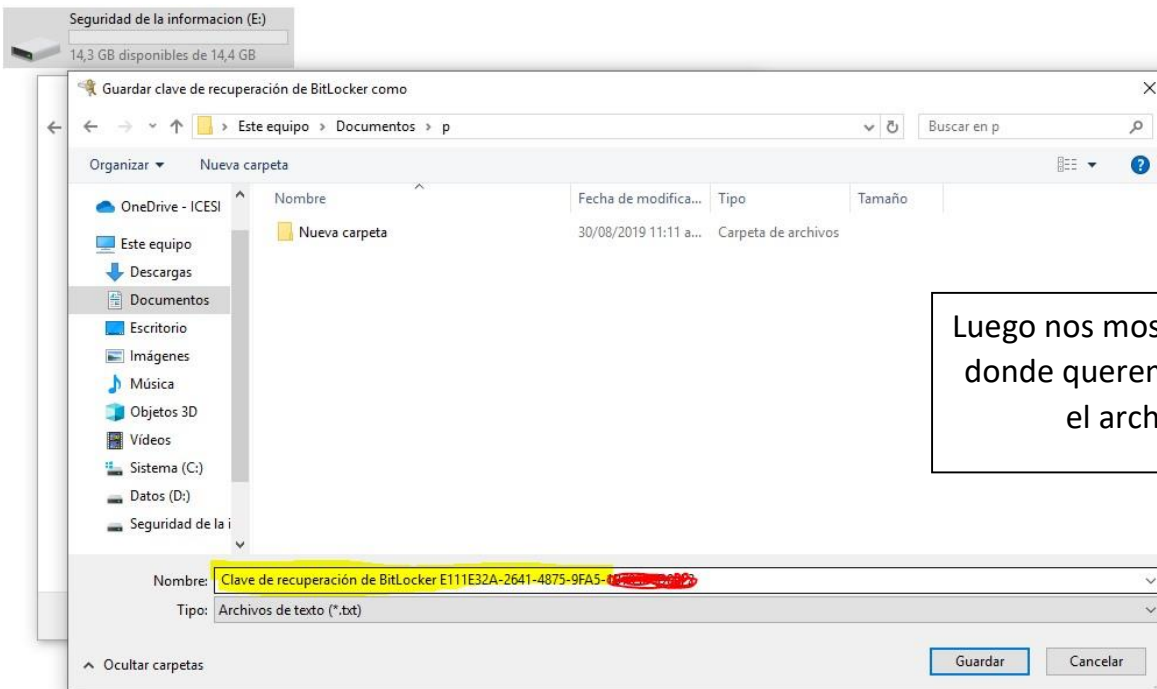 Seguridad de la informacion (E:)
14,3 GB disponibles de 14,4 GB
Guardar clave de recuperación de BitLocker como
Este equipo > Documentos > p
Buscar en p
Organizar
Nueva carpeta
OneDrive - ICESI
Este equipo
Descargas
Documentos
Escritorio
Imágenes
Música
Objetos 3D
Vídeos
Sistema (C:)
Datos (D:)
Seguridad de la i
Nombre
Fecha de modifica...
Tipo
Tamaño
Nueva carpeta
30/08/2019 11:11 a...
Carpeta de archivos
Luego nos mos
donde queren
el arch
Nombre: Clave de recuperación de BitLocker E111E32A-2641-4875-9FA5-
Tipo: Archivos de texto (*.txt)
Ocultar carpetas
Guardar
Cancelar